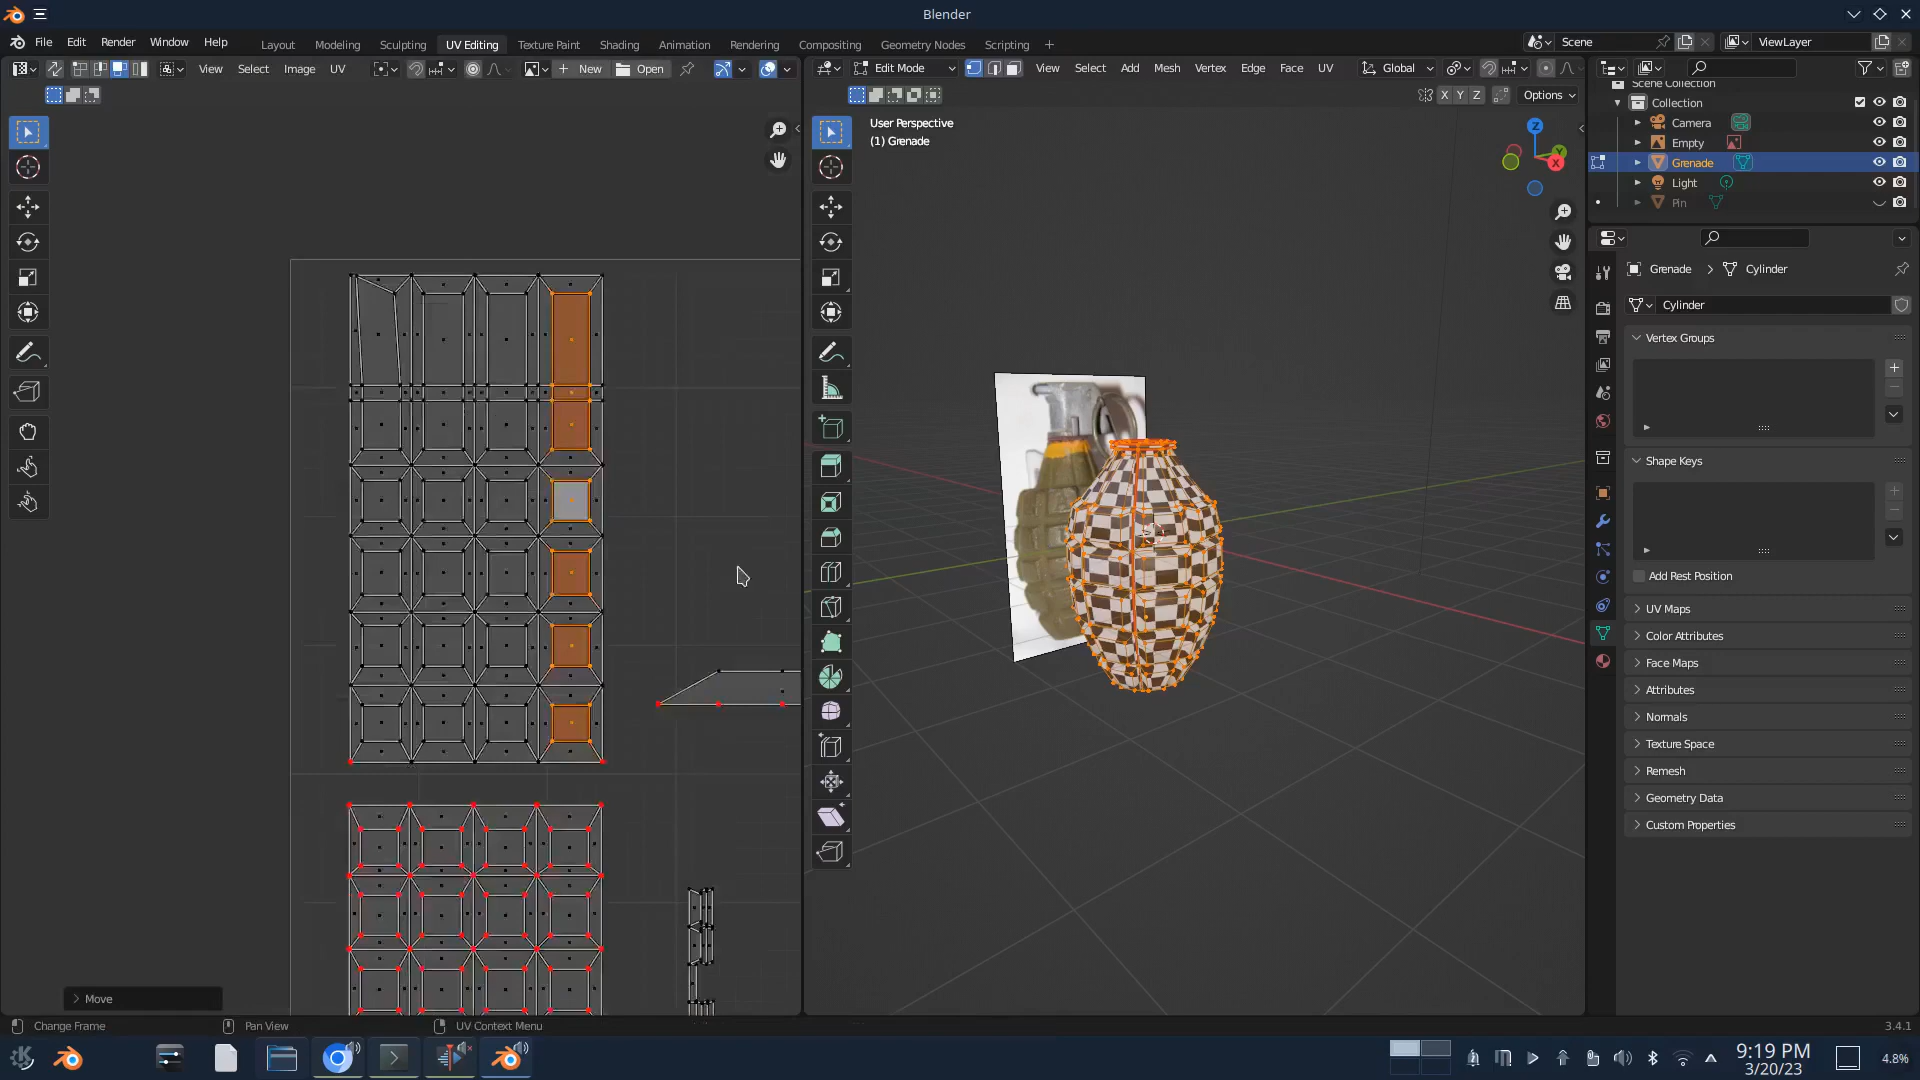 Blender
File Edit Render Window Help
Layout Modeling Sculpting UV Editing Texture Paint Shading Animation Rendering Compositing Geometry Nodes Scripting +
Scene
ViewLayer
View Select Image UV
New
Open
Edit Mode
View Select Add Mesh Vertex Edge Face UV
Global
X Y Z
Options
User Perspective
(1) Grenade
Z
Y
X
Scene Collection
Collection
Camera
Empty
Grenade
Light
Pin
Grenade > Cylinder
Cylinder
Vertex Groups
Shape Keys
Add Rest Position
UV Maps
Color Attributes
Face Maps
Attributes
Normals
Texture Space
Remesh
Geometry Data
Custom Properties
> Move
Change Frame
Pan View
UV Context Menu
3.4.1
9:19 PM
3/20/23
4.8%